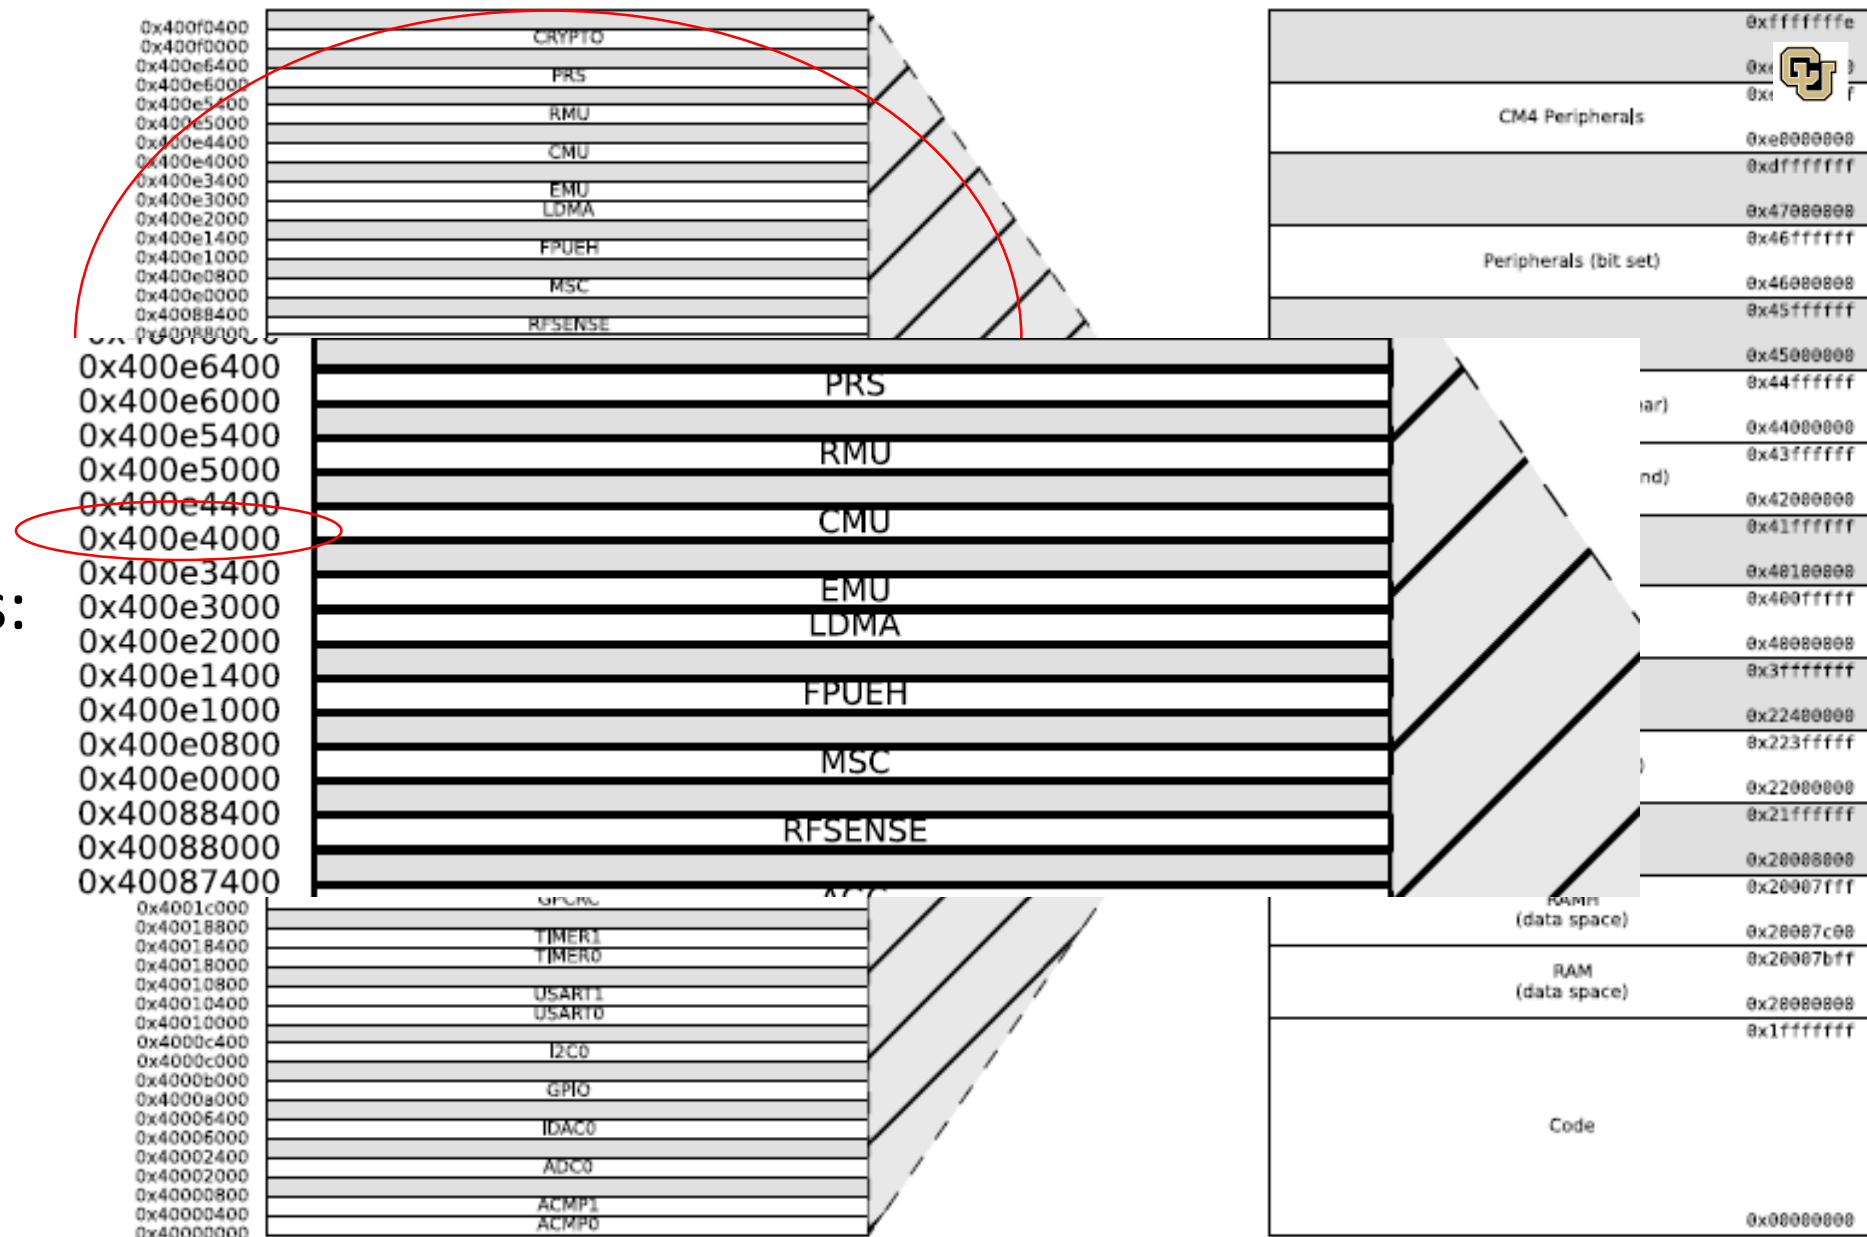 0x400f0400
CRYPTO
0x400f0000
0x400e6400
PRS
0x400e6000
0x400e5400
RMU
0x400e5000
0x400e4400
CMU
0x400e4000
0x400e3400
EMU
0x400e3000
LDMA
0x400e2000
0x400e1400
FPUEH
0x400e1000
0x400e0800
MSC
0x400e0000
0x40088400
RFSENSE
0x40088000
0x400e6400
PRS
0x400e6000
0x400e5400
RMU
0x400e5000
0x400e4400
CMU
0x400e4000
0x400e3400
EMU
0x400e3000
LDMA
0x400e2000
0x400e1400
FPUEH
0x400e1000
0x400e0800
MSC
0x400e0000
0x40088400
RFSENSE
0x40088000
0x40087400
s:
GPCRC
0x4001c000
0x40018800
TIMER1
0x40018400
TIMER0
0x40018000
0x40010800
USART1
0x40010400
USART0
0x40010000
0x4000c400
I2C0
0x4000c000
0x4000b000
GPIO
0x4000a000
0x40006400
IDAC0
0x40006000
0x40002400
ADC0
0x40002000
0x40000800
ACMP1
0x40000400
ACMP0
0x40000000
0xfffffffe
CU
CM4 Peripherals
0xe0000000
0xdfffffff
0x47000000
0x46ffffff
Peripherals (bit set)
0x46000000
0x45ffffff
0x45000000
0x44ffffff
ar)
0x44000000
0x43ffffff
nd)
0x42000000
0x41ffffff
0x40100000
0x400fffff
0x40000000
0x3fffffff
0x22400000
0x223fffff
)
0x22000000
0x21ffffff
0x20008000
0x20007fff
RAMH
(data space)
0x20007c00
0x20007bff
RAM
(data space)
0x20000000
0x1fffffff
Code
0x00000000